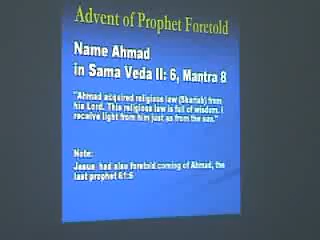 Advent of Prophet Foretold
Name Ahmad
in Sama Veda II: 6, Mantra 8
"Ahmad acquired religious law (Shariah) from
his Lord. This religious law is full of wisdom. I
receive light from him just as from the sun."
Note:
Jesus had also foretold coming of Ahmad, the
last prophet 61:6